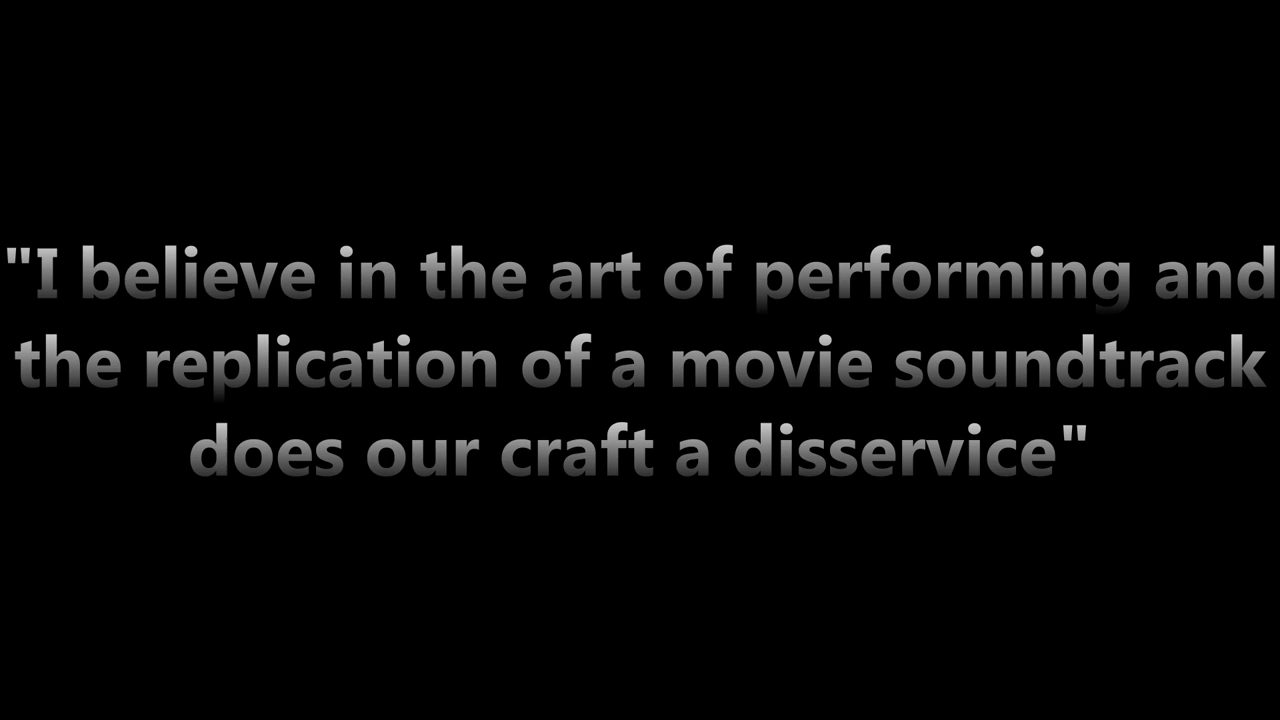 "I believe in the art of performing and
the replication of a movie soundtrack
does our craft a disservice"